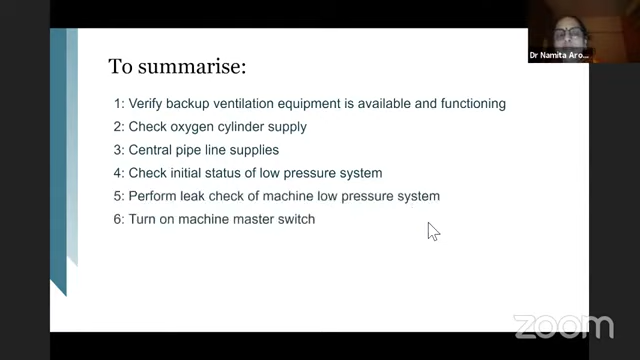 To summarise:
1: Verify backup ventilation equipment is available and functioning
2: Check oxygen cylinder supply
3: Central pipe line supplies
4: Check initial status of low pressure system
5: Perform leak check of machine low pressure system
6: Turn on machine master switch
Dr Namita Aro...
zoom